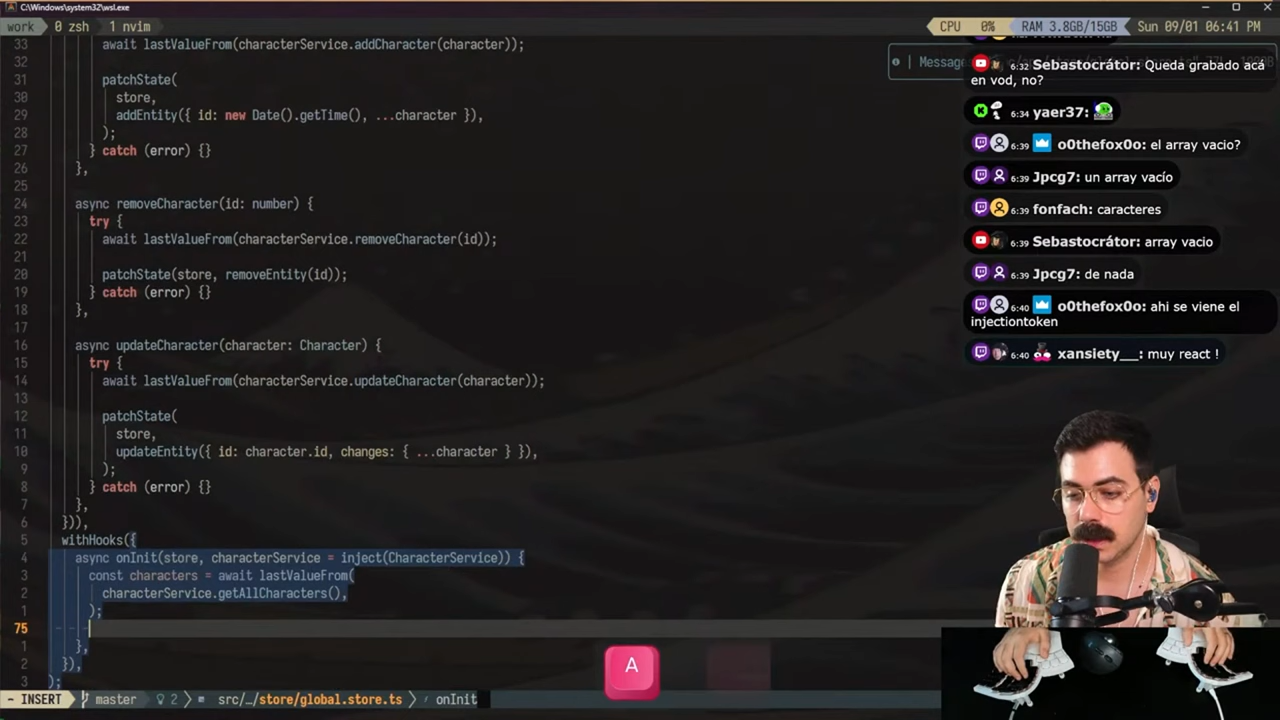 C:\Windows\system32\wsl.exe
work 0 zsh 1 nvim CPU 0% RAM 3.8GB/15GB Sun 09/01 06:41 PM
33 await lastValueFrom(characterService.addCharacter(character));
32
31 patchState(
30 store,
29 addEntity({ id: new Date().getTime(), ...character }),
28 );
27 } catch (error) {}
26 },
25
24 async removeCharacter(id: number) {
23 try {
22 await lastValueFrom(characterService.removeCharacter(id));
21
20 patchState(store, removeEntity(id));
19 } catch (error) {}
18 },
17
16 async updateCharacter(character: Character) {
15 try {
14 await lastValueFrom(characterService.updateCharacter(character));
13
12 patchState(
11 store,
10 updateEntity({ id: character.id, changes: { ...character } }),
9 );
8 } catch (error) {}
7 },
6 })),
5 withHooks({
4 async onInit(store, characterService = inject(CharacterService)) {
3 const characters = await lastValueFrom(
2 characterService.getAllCharacters(),
1 );
75
1 },
2 }),
3 );
- INSERT master 2 src/…/store/global.store.ts onInit
Message
6:32 Sebastocrátor: Queda grabado acá
en vod, no?
6:34 yaer37:
6:39 o0thefox0o: el array vacio?
6:39 Jpcg7: un array vacío
6:39 fonfach: caracteres
6:39 Sebastocrátor: array vacio
6:39 Jpcg7: de nada
6:40 o0thefox0o: ahi se viene el
injectiontoken
6:40 xansiety__: muy react !
A